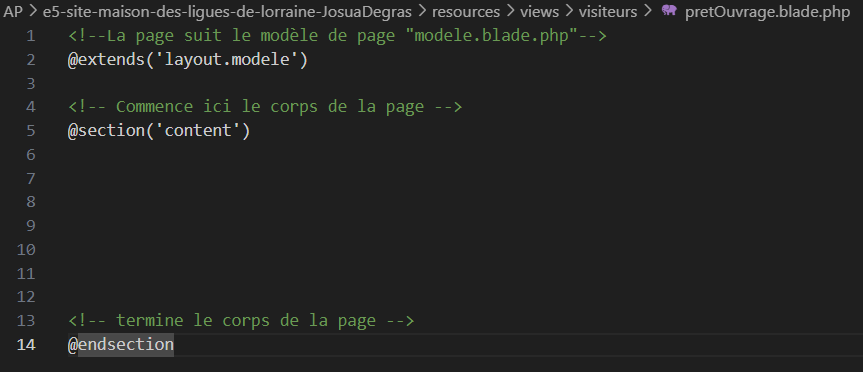 AP > e5-site-maison-des-ligues-de-lorraine-JosuaDegras > resources > views > visiteurs > pretOuvrage.blade.php
1 <!--La page suit le modèle de page "modele.blade.php"-->
2 @extends('layout.modele')
3
4 <!-- Commence ici le corps de la page -->
5 @section('content')
6
7
8
9
10
11
12
13 <!-- termine le corps de la page -->
14 @endsection